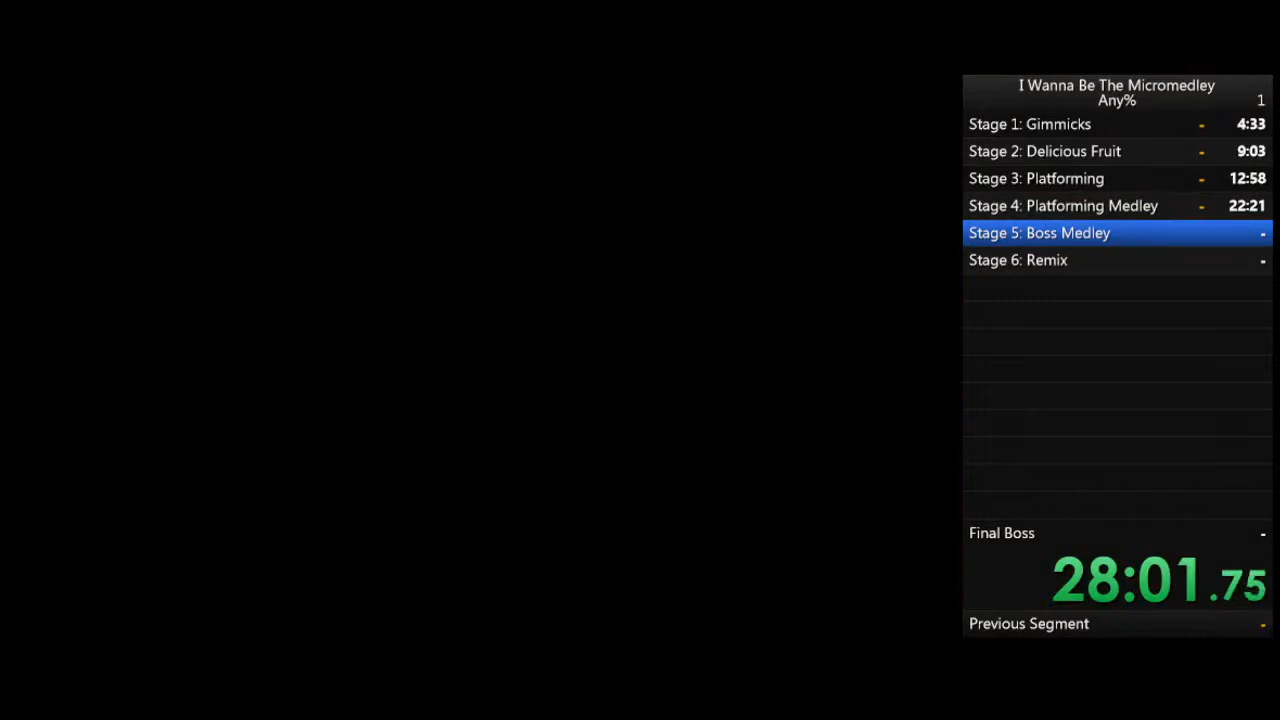 I Wanna Be The Micromedley
Any% 1
Stage 1: Gimmicks - 4:33
Stage 2: Delicious Fruit - 9:03
Stage 3: Platforming - 12:58
Stage 4: Platforming Medley - 22:21
Stage 5: Boss Medley -
Stage 6: Remix -
Final Boss -
28:01.75
Previous Segment -